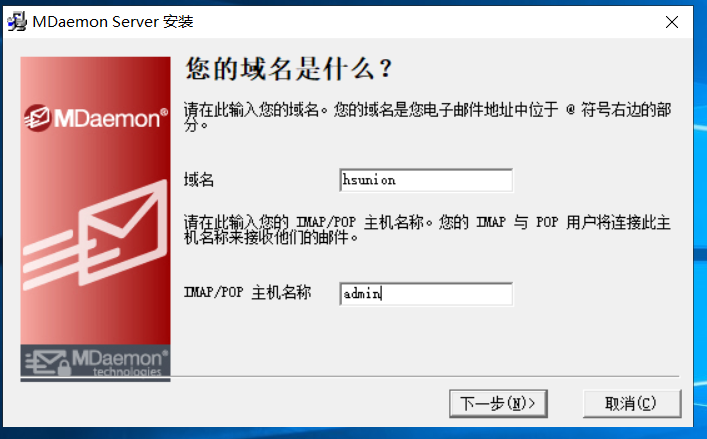 MDaemon Server 安装
MDaemon®
您的域名是什么？
请在此输入您的域名。您的域名是您电子邮件地址中位于 @ 符号右边的部
分。
域名 hsunion
请在此输入您的 IMAP/POP 主机名称。您的 IMAP 与 POP 用户将连接此主
机名称来接收他们的邮件。
IMAP/POP 主机名称 admin
MDaemon®
technologies
下一步(N)> 取消(C)